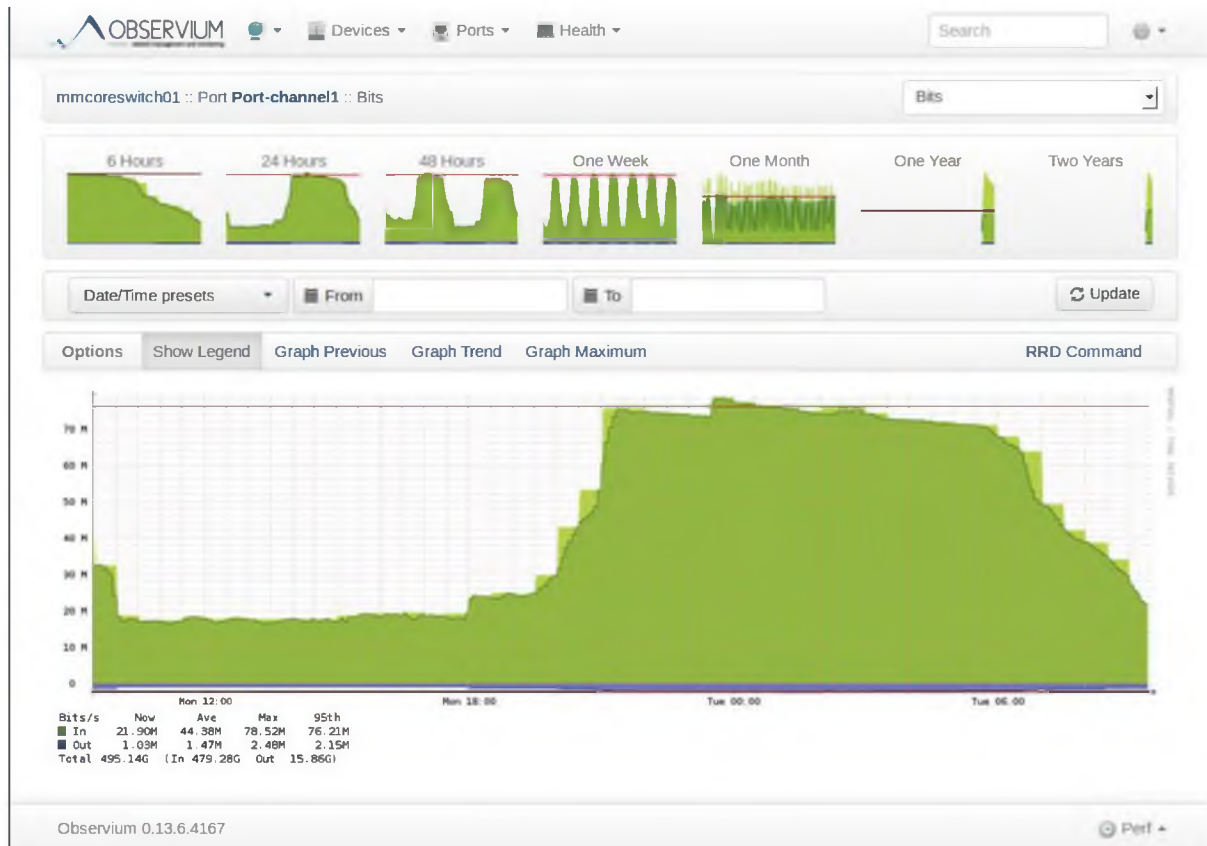 OBSERVIUM Devices Ports Health Search
mmcoreswitch01 :: Port Port-channel1 :: Bits Bits
6 Hours 24 Hours 48 Hours One Week One Month One Year Two Years
Date/Time presets From To Update
Options Show Legend Graph Previous Graph Trend Graph Maximum RRD Command
70 M
60 M
50 M
40 M
30 M
20 M
10 M
0
Mon 12:00 Mon 18:00 Tue 00:00 Tue 06:00
Bits/s Now Ave Max 95th
In 21.90M 44.38M 78.52M 76.21M
Out 1.03M 1.47M 2.48M 2.15M
Total 495.14G (In 479.28G Out 15.86G)
Observium 0.13.6.4167 Perf